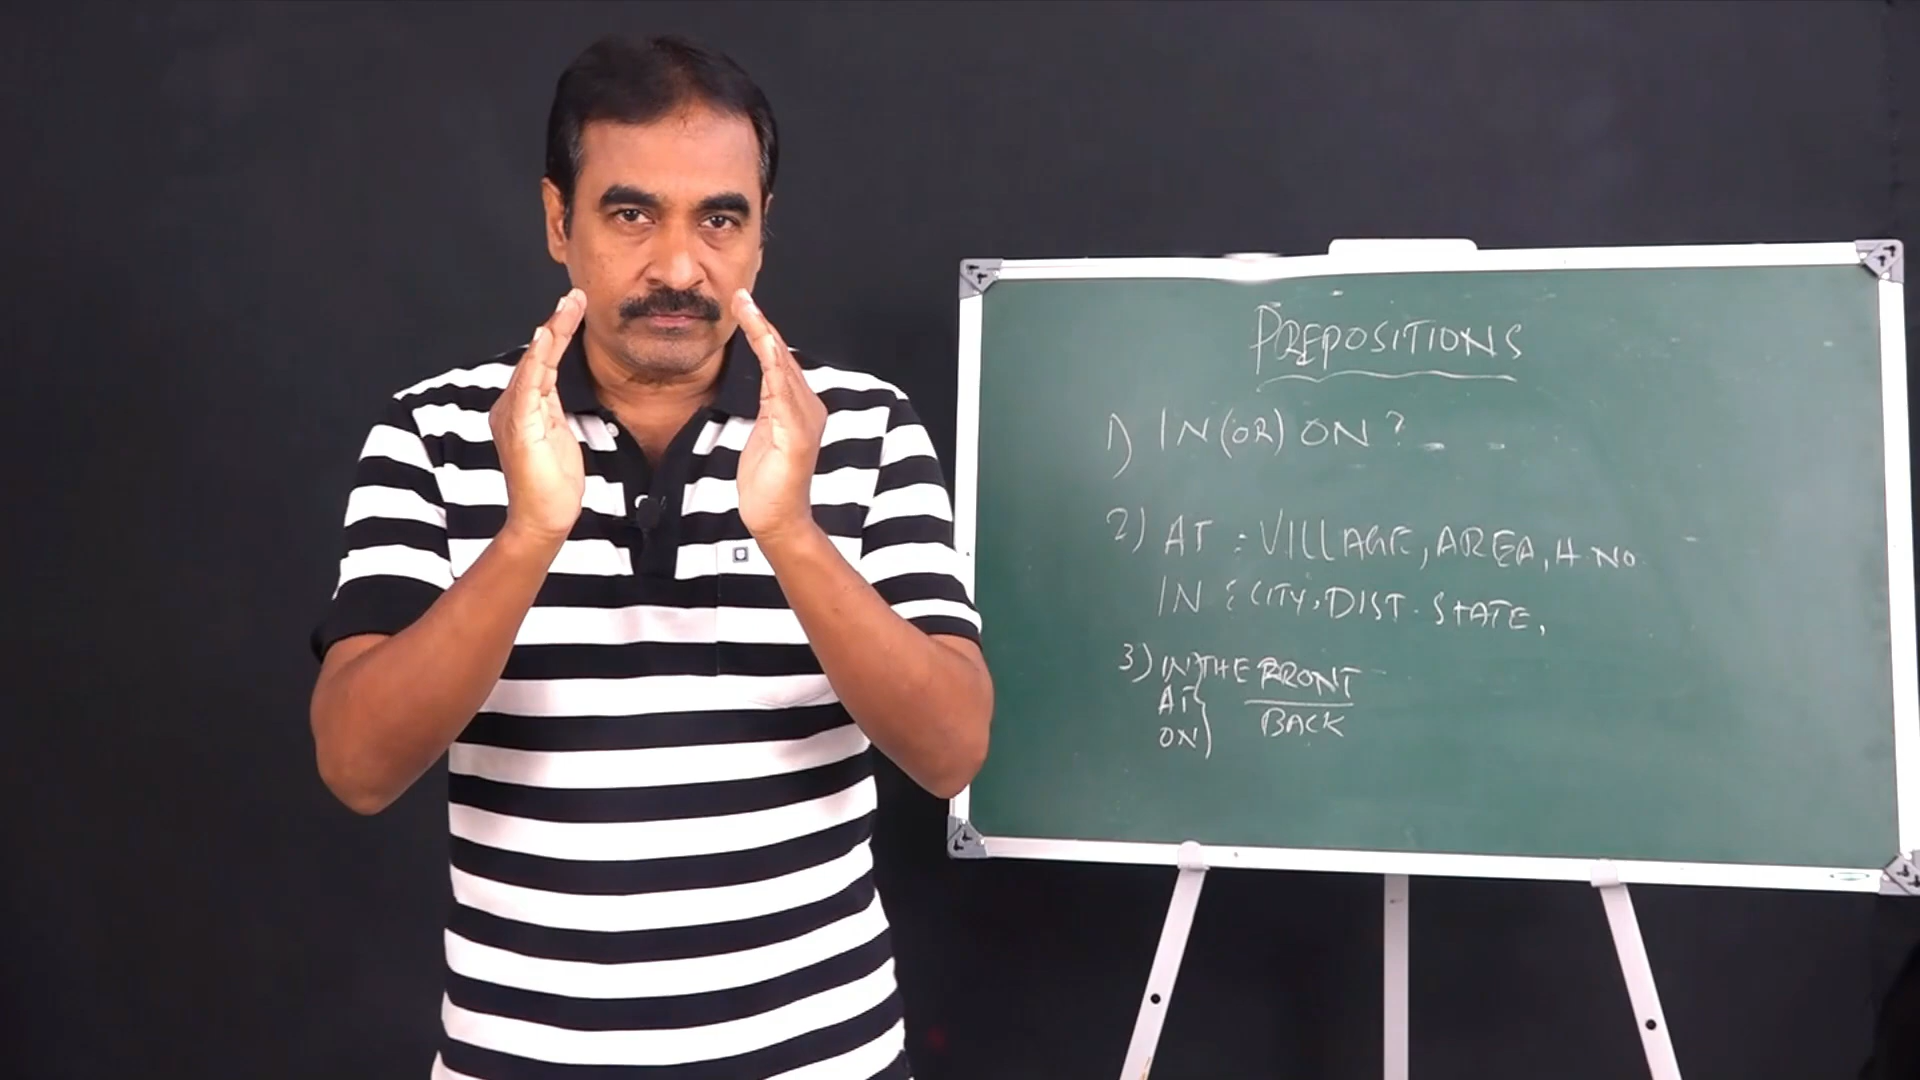 PREPOSITIONS
1) IN (OR) ON ?
2) AT : VILLAGE, AREA, H.NO.
IN : CITY, DIST. STATE,
3) IN THE FRONT
AT
ON BACK